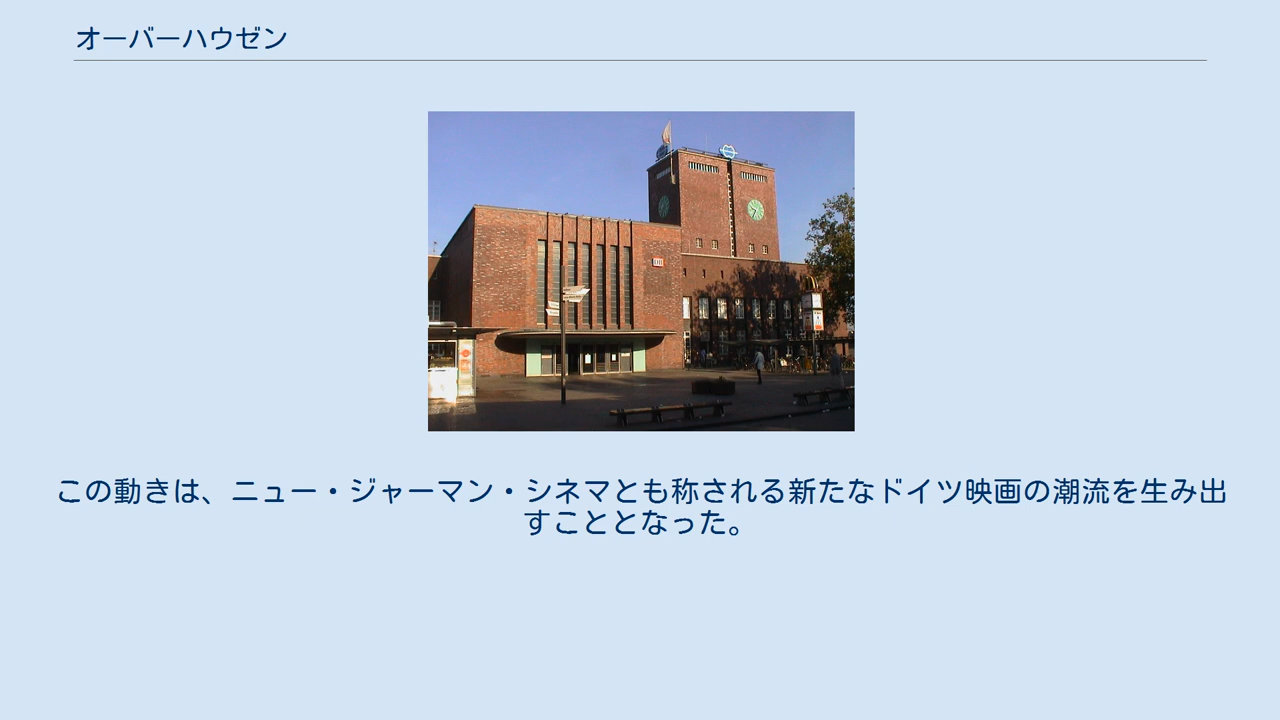 オーバーハウゼン
この動きは、ニュー・ジャーマン・シネマとも称される新たなドイツ映画の潮流を生み出
すこととなった。